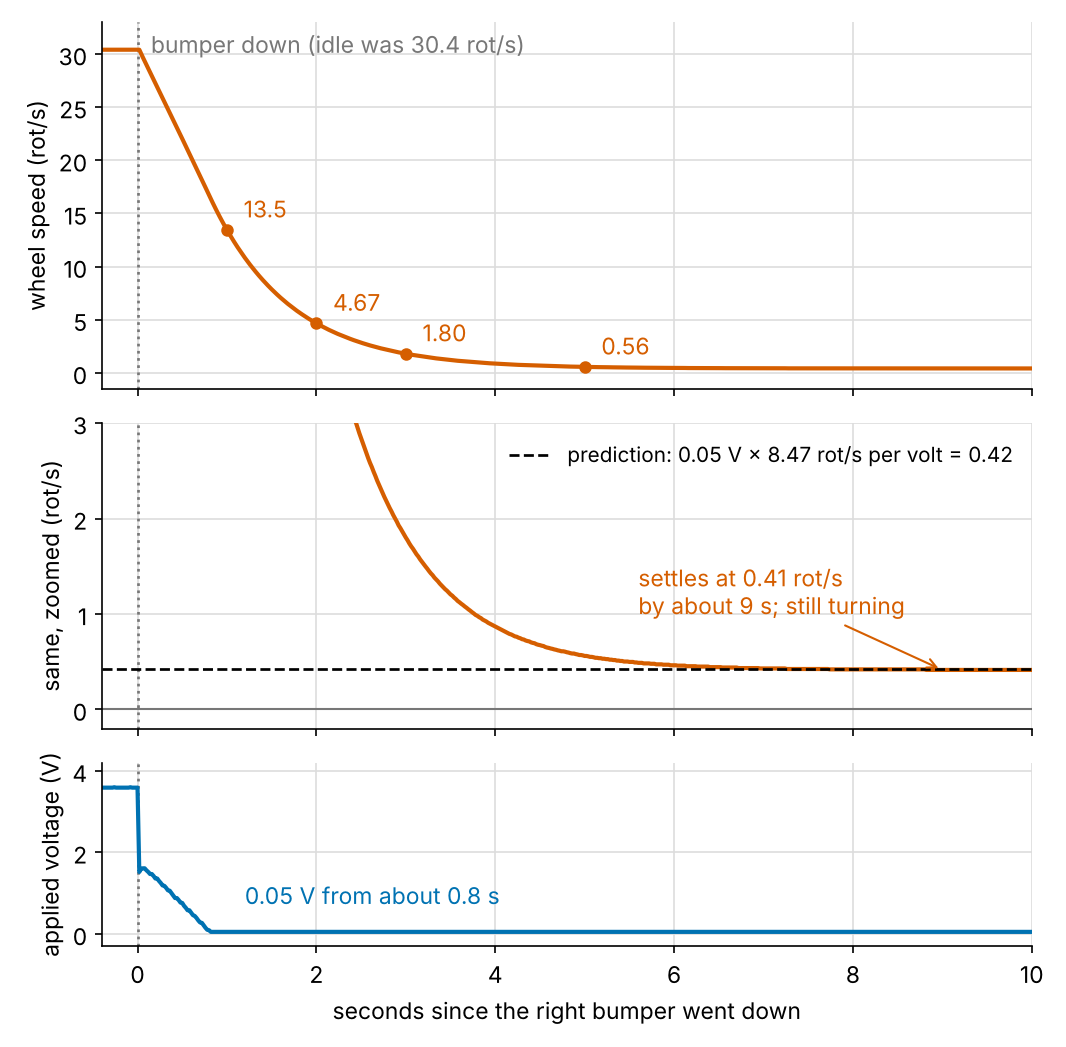 bumper down (idle was 30.4 rot/s)
wheel speed (rot/s)
30
25
20
15
10
5
0
13.5
4.67
1.80
0.56
same, zoomed (rot/s)
3
2
1
0
prediction: 0.05 V × 8.47 rot/s per volt = 0.42
settles at 0.41 rot/s
by about 9 s; still turning
applied voltage (V)
4
2
0
0.05 V from about 0.8 s
0
2
4
6
8
10
seconds since the right bumper went down